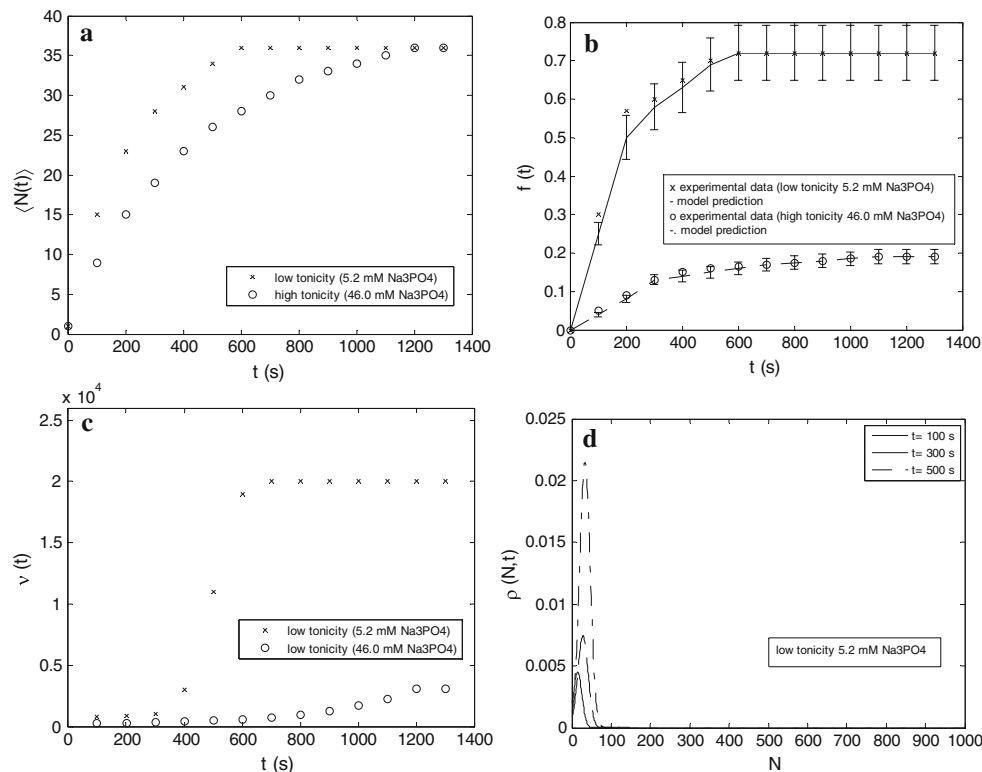 a
40
35
30
25
20
15
10
5
0
⟨N(t)⟩
× low tonicity (5.2 mM Na3PO4)
○ high tonicity (46.0 mM Na3PO4)
0 200 400 600 800 1000 1200 1400
t (s)
b
0.8
0.7
0.6
0.5
0.4
0.3
0.2
0.1
0
f (t)
x experimental data (low tonicity 5.2 mM Na3PO4)
- model prediction
o experimental data (high tonicity 46.0 mM Na3PO4)
-. model prediction
0 200 400 600 800 1000 1200 1400
t (s)
x 10⁴
c
2.5
2
1.5
1
0.5
0
ν (t)
× low tonicity (5.2 mM Na3PO4)
○ low tonicity (46.0 mM Na3PO4)
0 200 400 600 800 1000 1200 1400
t (s)
d
0.025
0.02
0.015
0.01
0.005
0
ρ (N,t)
t= 100 s
t= 300 s
t= 500 s
low tonicity 5.2 mM Na3PO4
0 100 200 300 400 500 600 700 800 900 1000
N